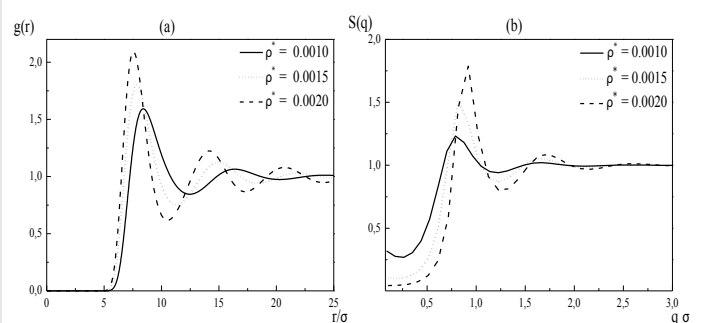 g(r)
(a)
2,0
1,5
1,0
0,5
0,0
0
5
10
15
20
25
r/σ
ρ* = 0.0010
ρ* = 0.0015
ρ* = 0.0020
S(q)
(b)
2,0
1,5
1,0
0,5
0,5
1,0
1,5
2,0
2,5
3,0
q σ
ρ* = 0.0010
ρ* = 0.0015
ρ* = 0.0020